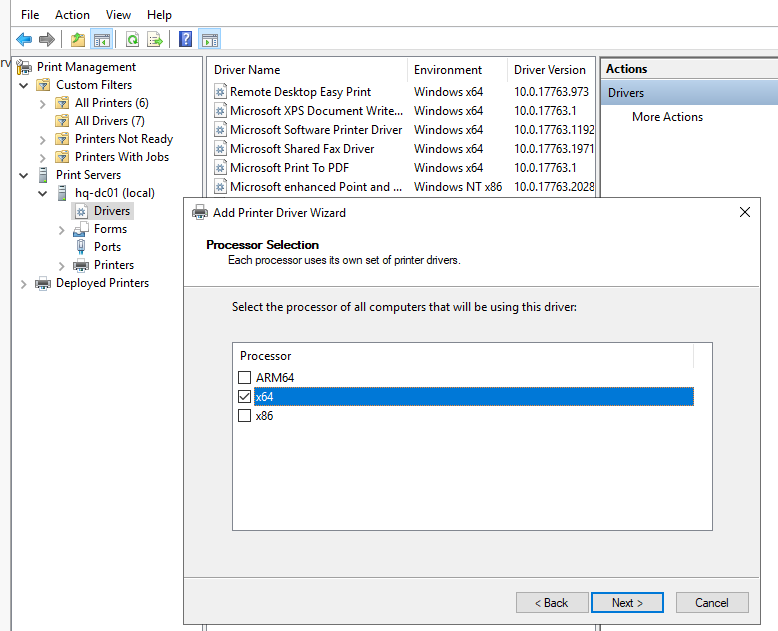 File Action View Help
rv
Print Management
Custom Filters
All Printers (6)
All Drivers (7)
Printers Not Ready
Printers With Jobs
Print Servers
hq-dc01 (local)
Drivers
Forms
Ports
Printers
Deployed Printers
Driver Name Environment Driver Version
Remote Desktop Easy Print Windows x64 10.0.17763.973
Microsoft XPS Document Write... Windows x64 10.0.17763.1
Microsoft Software Printer Driver Windows x64 10.0.17763.1192
Microsoft Shared Fax Driver Windows x64 10.0.17763.1971
Microsoft Print To PDF Windows x64 10.0.17763.1
Microsoft enhanced Point and ... Windows NT x86 10.0.17763.2028
Actions
Drivers
More Actions
Add Printer Driver Wizard
Processor Selection
Each processor uses its own set of printer drivers.
Select the processor of all computers that will be using this driver:
Processor
ARM64
x64
x86
< Back Next > Cancel